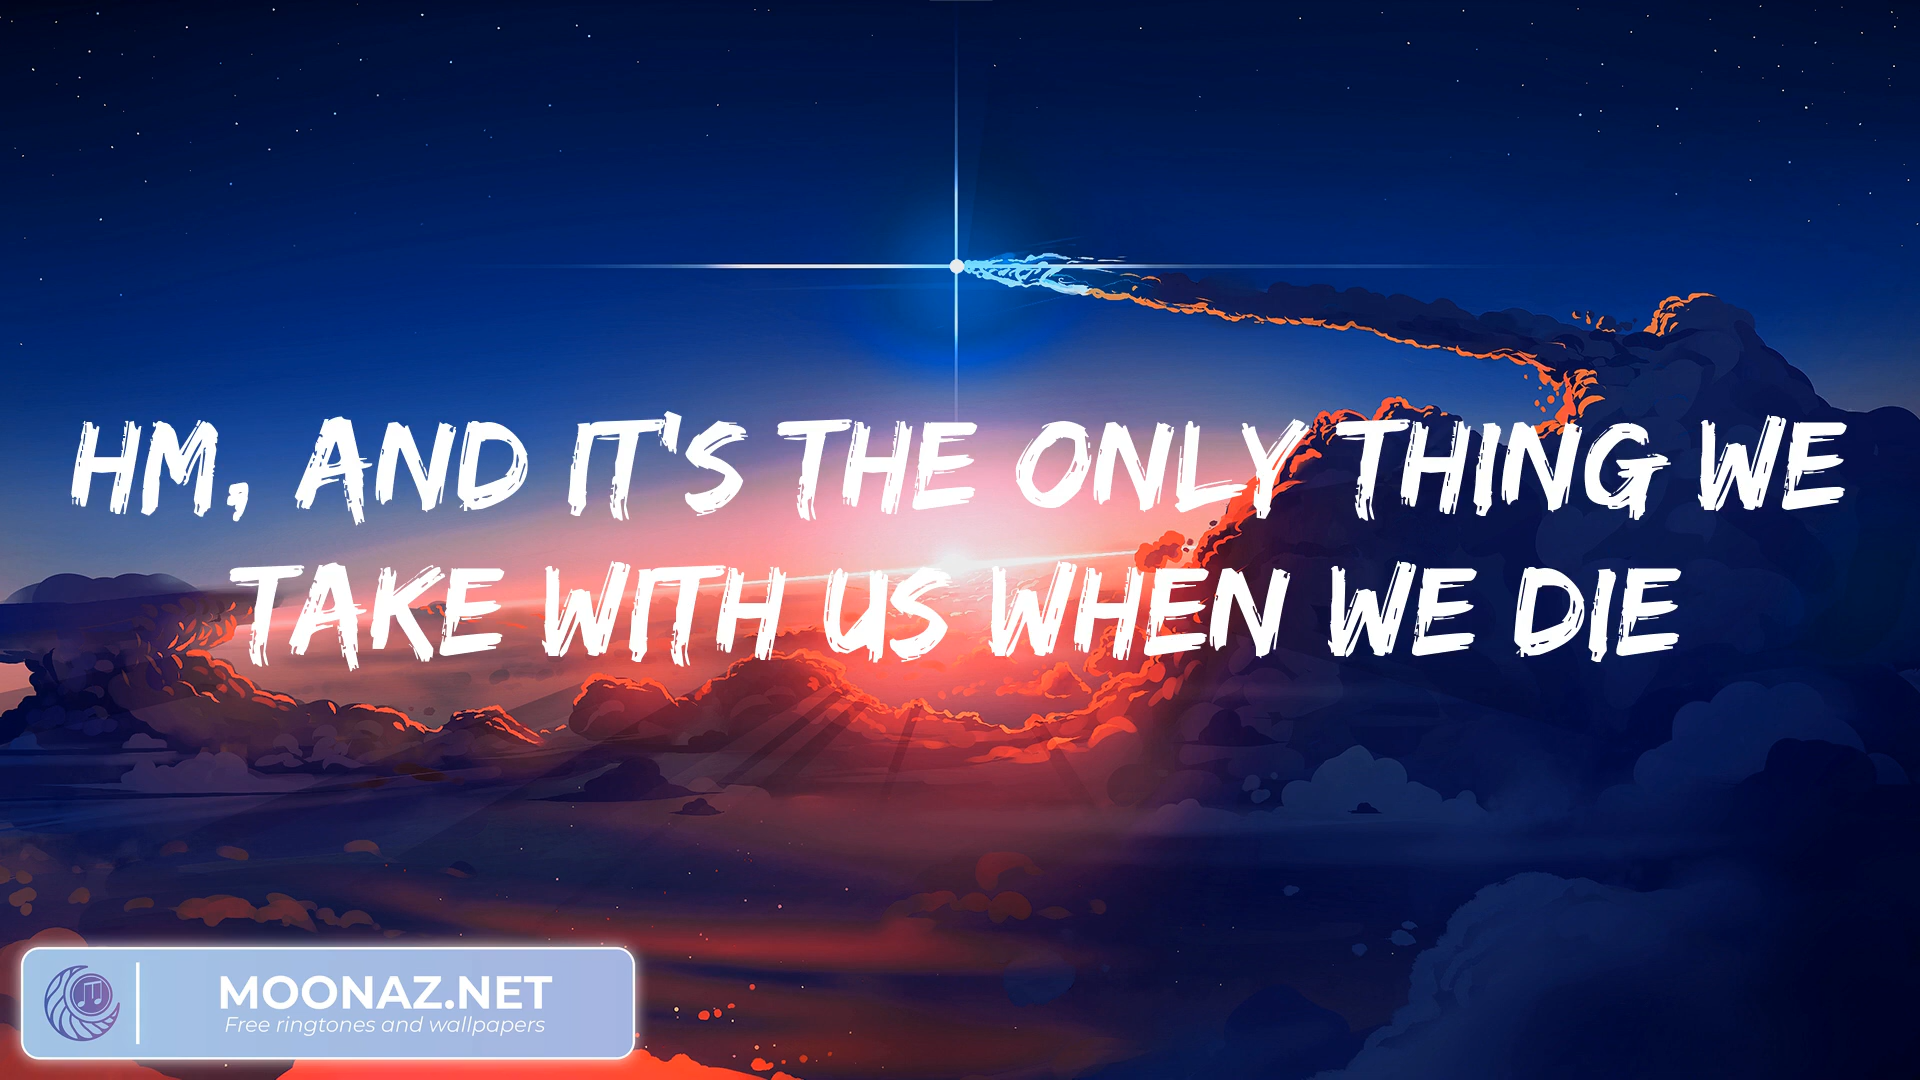 HM, AND IT'S THE ONLY THING WE
TAKE WITH US WHEN WE DIE
MOONAZ.NET
Free ringtones and wallpapers